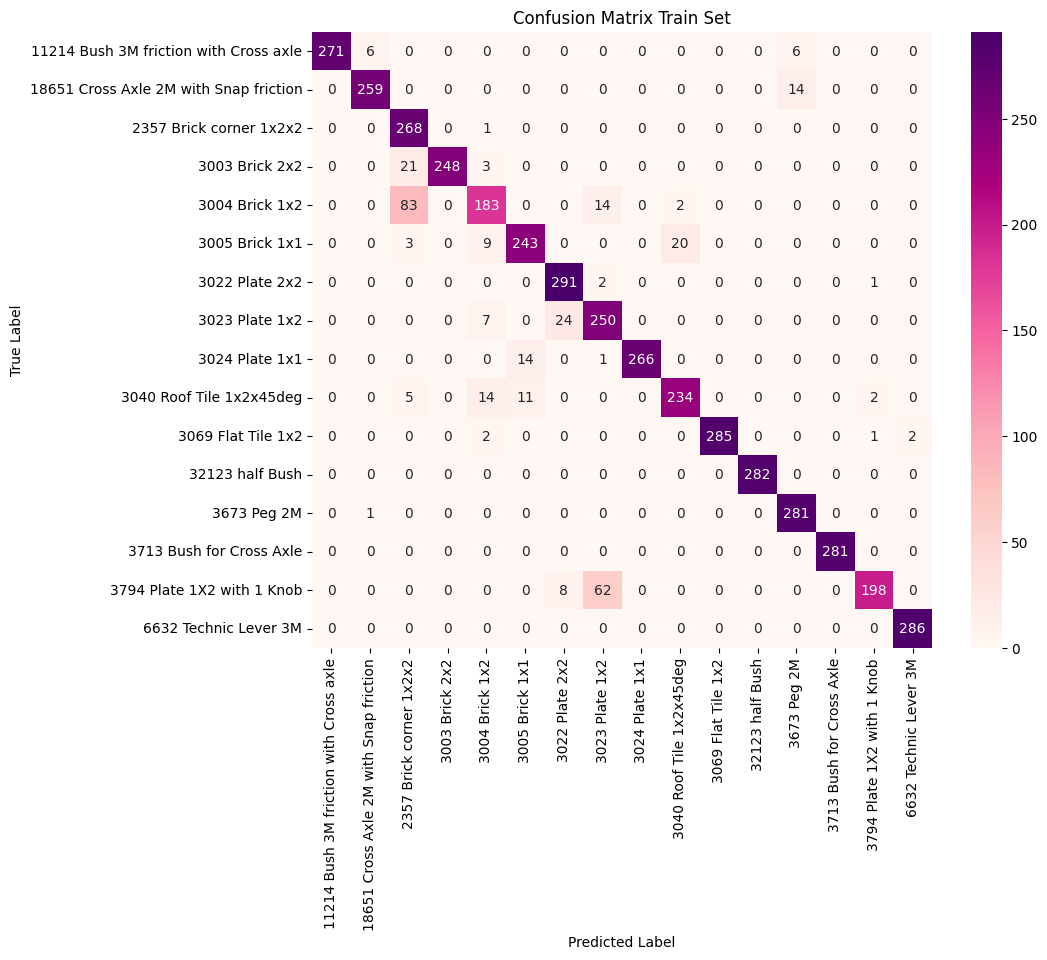 Confusion Matrix Train Set
11214 Bush 3M friction with Cross axle 271 6 0 0 0 0 0 0 0 0 0 0 6 0 0 0
18651 Cross Axle 2M with Snap friction 0 259 0 0 0 0 0 0 0 0 0 0 14 0 0 0
2357 Brick corner 1x2x2 0 0 268 0 1 0 0 0 0 0 0 0 0 0 0 0
3003 Brick 2x2 0 0 21 248 3 0 0 0 0 0 0 0 0 0 0 0
3004 Brick 1x2 0 0 83 0 183 0 0 14 0 2 0 0 0 0 0 0
3005 Brick 1x1 0 0 3 0 9 243 0 0 0 20 0 0 0 0 0 0
3022 Plate 2x2 0 0 0 0 0 0 291 2 0 0 0 0 0 0 1 0
3023 Plate 1x2 0 0 0 0 7 0 24 250 0 0 0 0 0 0 0 0
3024 Plate 1x1 0 0 0 0 0 14 0 1 266 0 0 0 0 0 0 0
3040 Roof Tile 1x2x45deg 0 0 5 0 14 11 0 0 0 234 0 0 0 0 2 0
3069 Flat Tile 1x2 0 0 0 0 2 0 0 0 0 0 285 0 0 0 1 2
32123 half Bush 0 0 0 0 0 0 0 0 0 0 0 282 0 0 0 0
3673 Peg 2M 0 1 0 0 0 0 0 0 0 0 0 0 281 0 0 0
3713 Bush for Cross Axle 0 0 0 0 0 0 0 0 0 0 0 0 0 281 0 0
3794 Plate 1X2 with 1 Knob 0 0 0 0 0 0 8 62 0 0 0 0 0 0 198 0
6632 Technic Lever 3M 0 0 0 0 0 0 0 0 0 0 0 0 0 0 0 286
True Label
11214 Bush 3M friction with Cross axle
18651 Cross Axle 2M with Snap friction
2357 Brick corner 1x2x2
3003 Brick 2x2
3004 Brick 1x2
3005 Brick 1x1
3022 Plate 2x2
3023 Plate 1x2
3024 Plate 1x1
3040 Roof Tile 1x2x45deg
3069 Flat Tile 1x2
32123 half Bush
3673 Peg 2M
3713 Bush for Cross Axle
3794 Plate 1X2 with 1 Knob
6632 Technic Lever 3M
Predicted Label
250
200
150
100
50
0